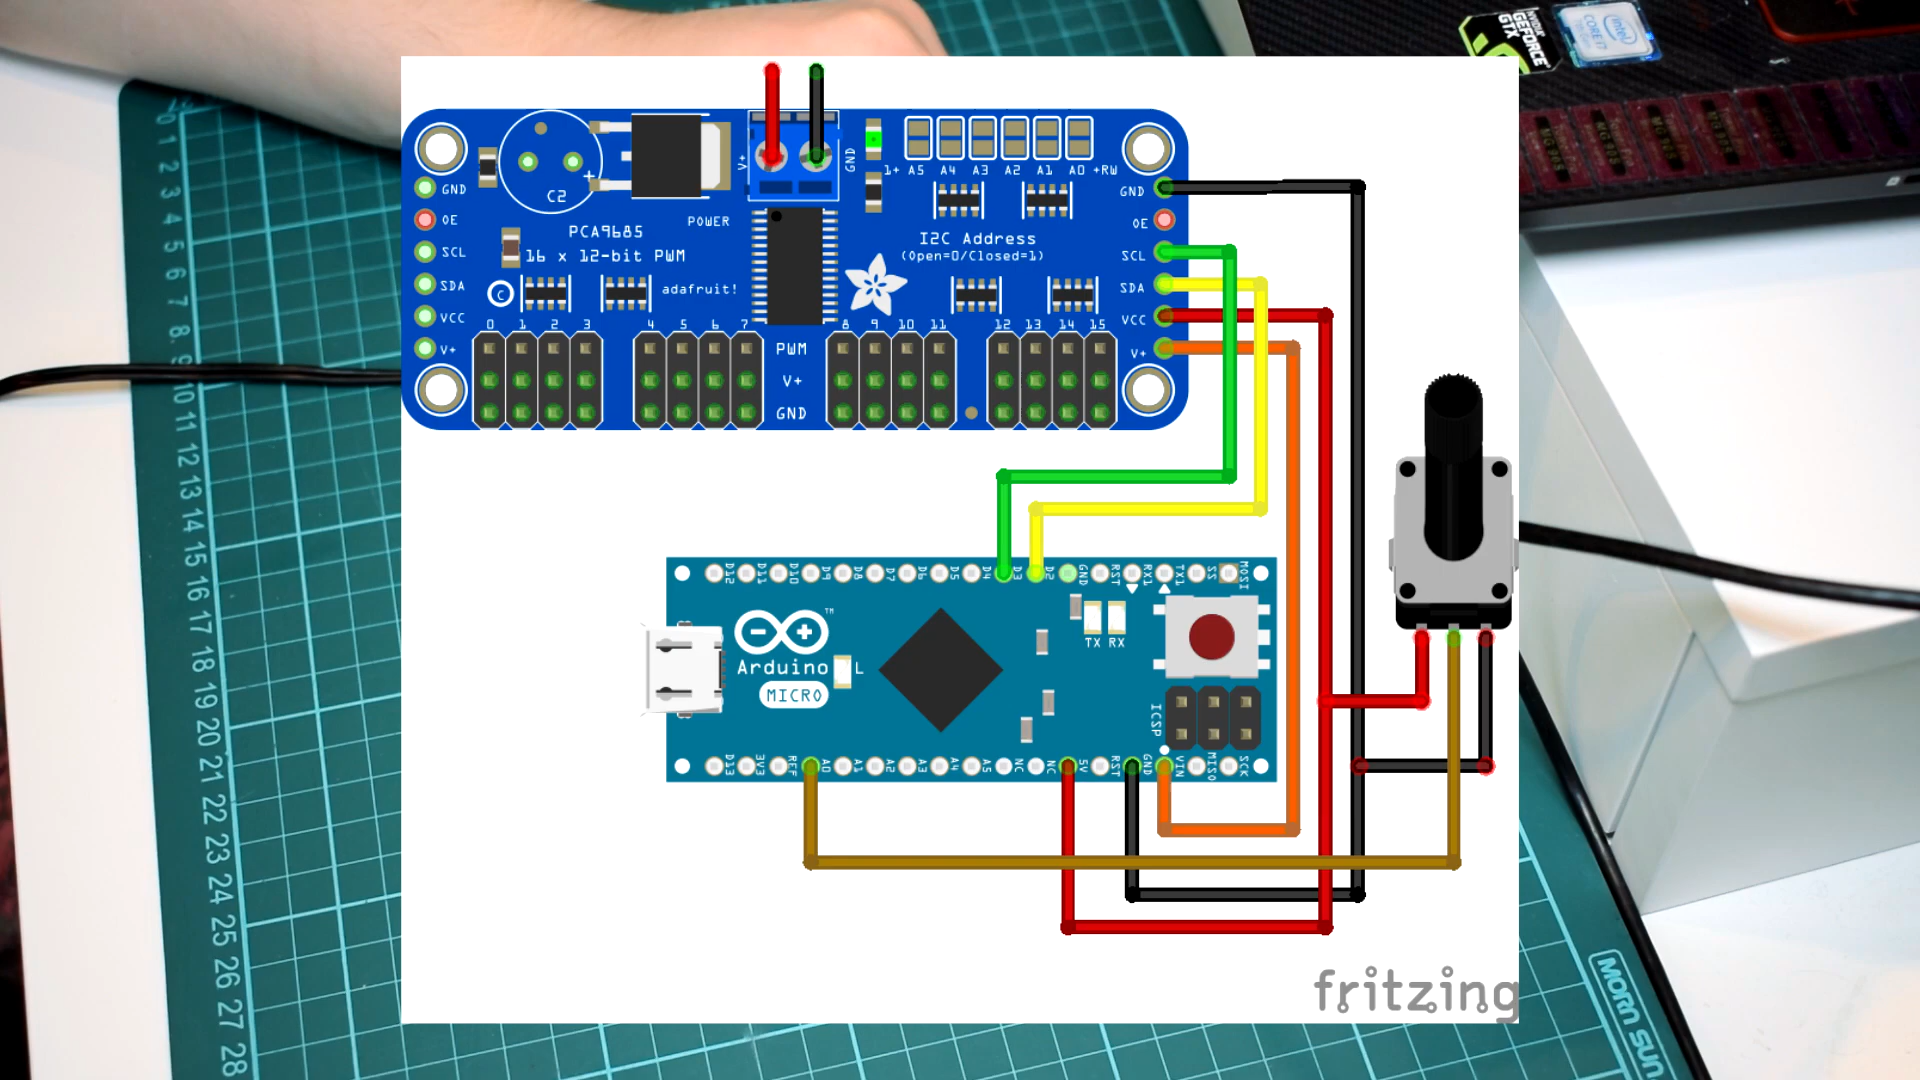 NVIDIA
GEFORCE
GTX
intel
CORE i7
GND
OE
SCL
SDA
VCC
V+
C2
+
PCA9685
16 x 12-bit PWM
POWER
V+
GND
adafruit!
1+ A5 A4 A3 A2 A1 A0 +RW
I2C Address
(Open=0/Closed=1)
GND
OE
SCL
SDA
VCC
V+
0 1 2 3 4 5 6 7 8 9 10 11 12 13 14 15
PWM
V+
GND
D12 D11 D10 D9 D8 D7 D6 D5 D4 D3 D2 GND RST RX1 TX1 SS MOSI
TX RX
Arduino™
MICRO
L
ICSP
D13 3V3 REF A0 A1 A2 A3 A4 A5 NC NC 5V RST GND VIN MISO SCK
fritzing
0
1
2
3
4
5
6
7
8
9
10
11
12
13
14
15
16
17
18
19
20
21
22
23
24
25
26
27
28
MORN SUN